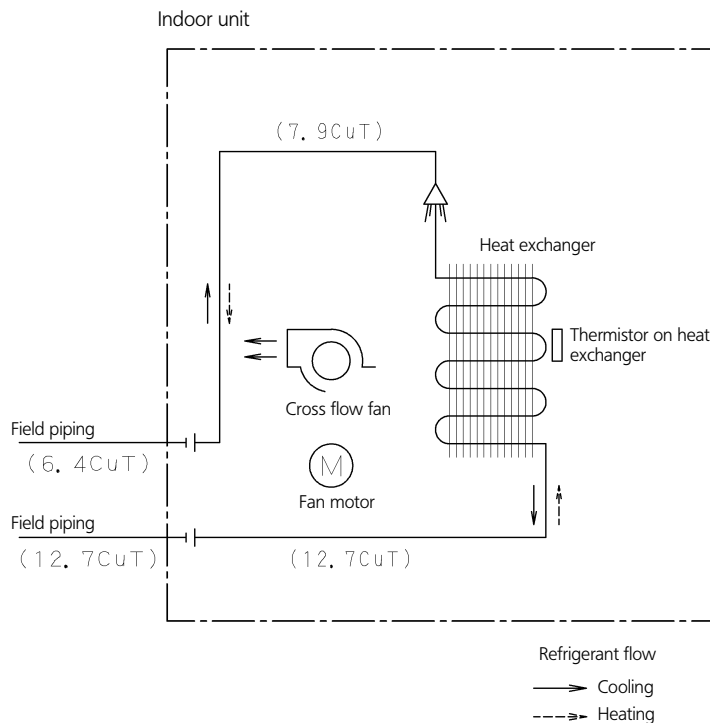 Indoor unit
(7.9CuT)
Heat exchanger
Thermistor on heat
exchanger
Cross flow fan
Field piping
(6.4CuT)
M
Fan motor
Field piping
(12.7CuT)
(12.7CuT)
Refrigerant flow
Cooling
Heating